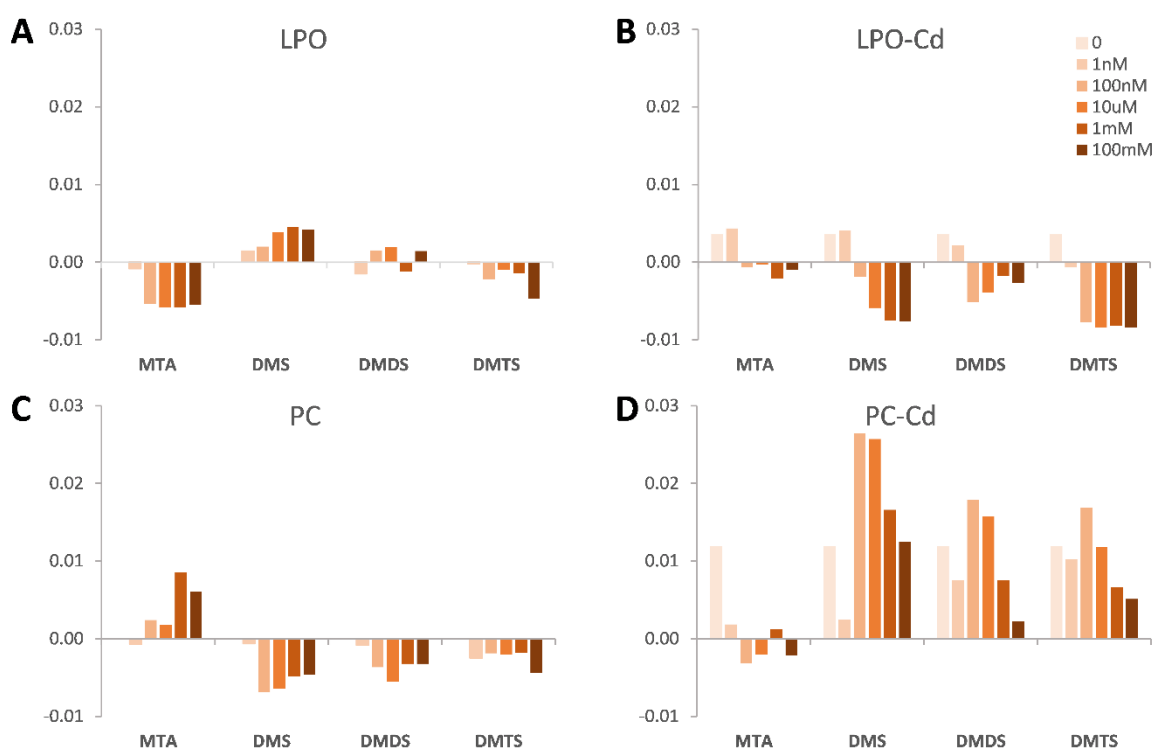 A
LPO
0.03
0.02
0.01
0.00
-0.01
MTA
DMS
DMDS
DMTS
B
LPO-Cd
0.03
0.02
0.01
0.00
-0.01
0
1nM
100nM
10uM
1mM
100mM
MTA
DMS
DMDS
DMTS
C
PC
0.03
0.02
0.01
0.00
-0.01
MTA
DMS
DMDS
DMTS
D
PC-Cd
0.03
0.02
0.01
0.00
-0.01
MTA
DMS
DMDS
DMTS